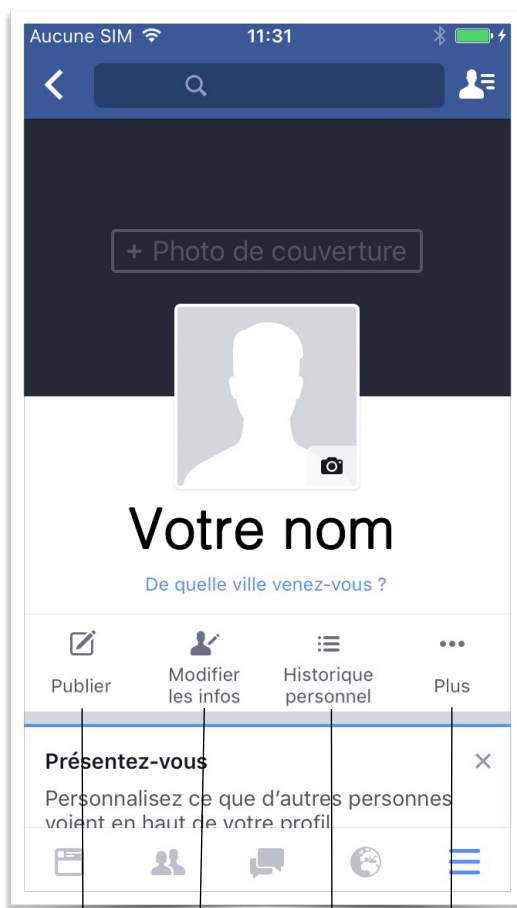 Aucune SIM 11:31
+ Photo de couverture
Votre nom
De quelle ville venez-vous ?
Publier
Modifier
les infos
Historique
personnel
Plus
Présentez-vous
Personnalisez ce que d'autres personnes
voient en haut de votre profil